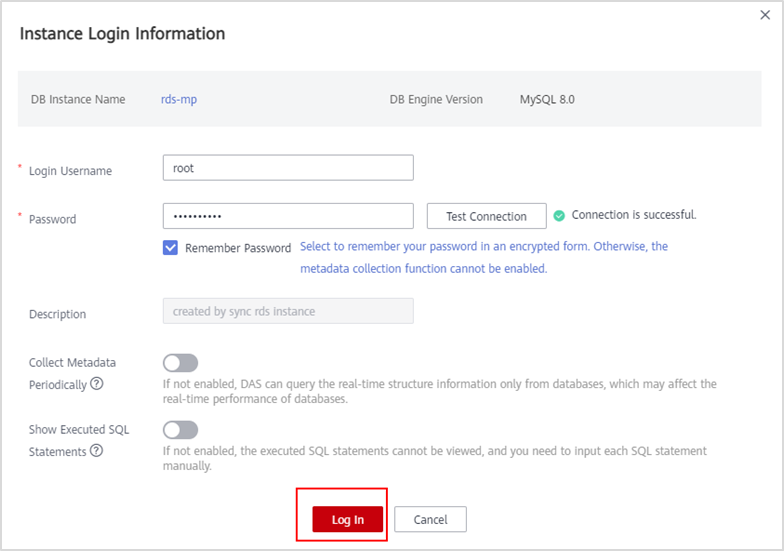 Instance Login Information
DB Instance Name rds-mp DB Engine Version MySQL 8.0
* Login Username root
* Password •••••••••• Test Connection Connection is successful.
Remember Password Select to remember your password in an encrypted form. Otherwise, the
metadata collection function cannot be enabled.
Description created by sync rds instance
Collect Metadata
Periodically ?
If not enabled, DAS can query the real-time structure information only from databases, which may affect the
real-time performance of databases.
Show Executed SQL
Statements ?
If not enabled, the executed SQL statements cannot be viewed, and you need to input each SQL statement
manually.
Log In Cancel